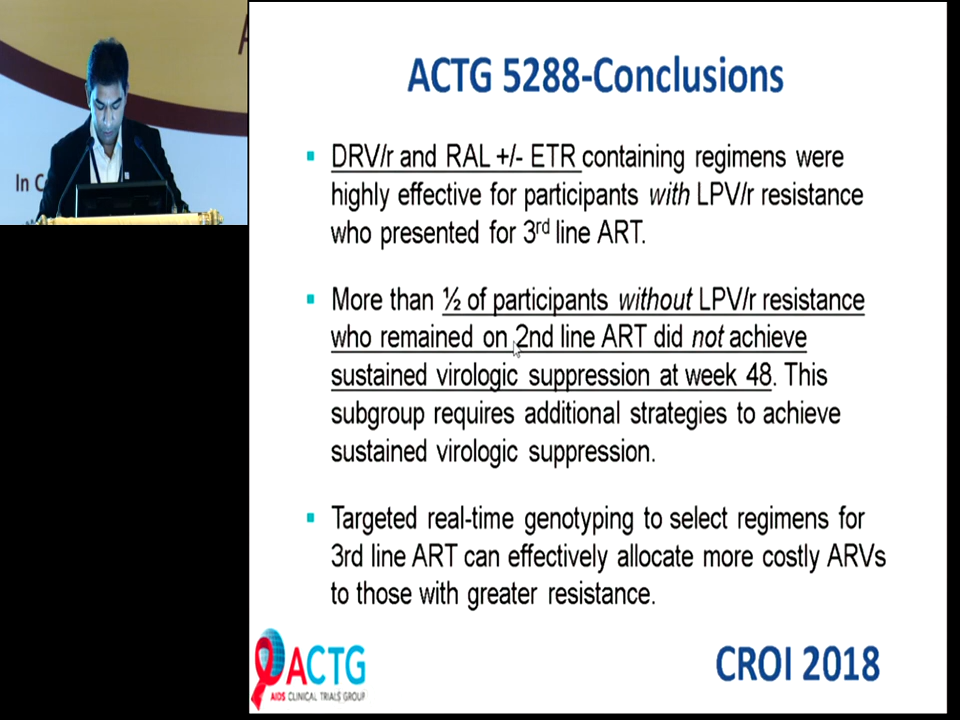 ACTG 5288-Conclusions
In C
▪ DRV/r and RAL +/- ETR containing regimens were
highly effective for participants with LPV/r resistance
who presented for 3rd line ART.
▪ More than ½ of participants without LPV/r resistance
who remained on 2nd line ART did not achieve
sustained virologic suppression at week 48. This
subgroup requires additional strategies to achieve
sustained virologic suppression.
▪ Targeted real-time genotyping to select regimens for
3rd line ART can effectively allocate more costly ARVs
to those with greater resistance.
ACTG
AIDS CLINICAL TRIALS GROUP
CROI 2018